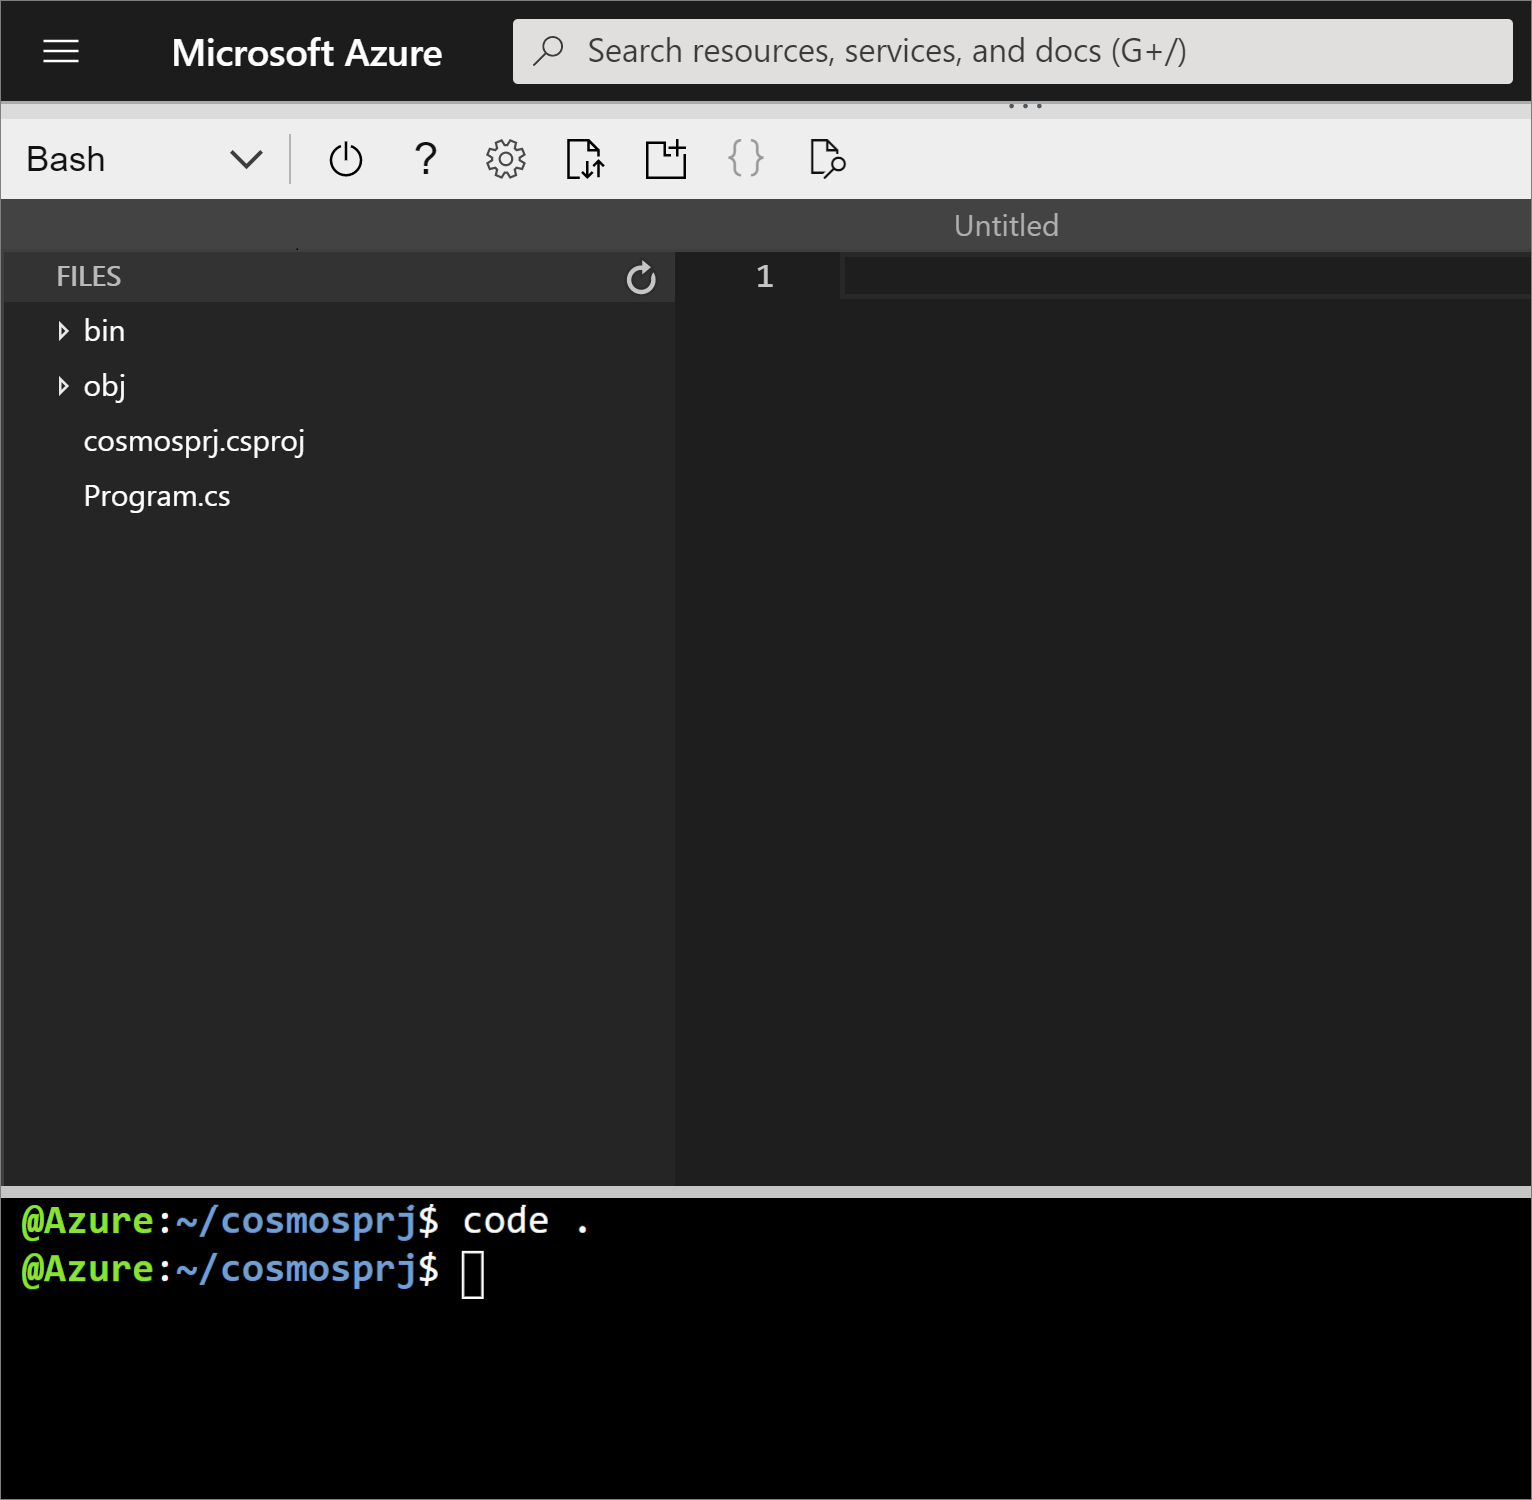 Microsoft Azure
Search resources, services, and docs (G+/)
Bash
?
{}
Untitled
FILES
1
bin
obj
cosmosprj.csproj
Program.cs
@Azure:~/cosmosprj$ code .
@Azure:~/cosmosprj$